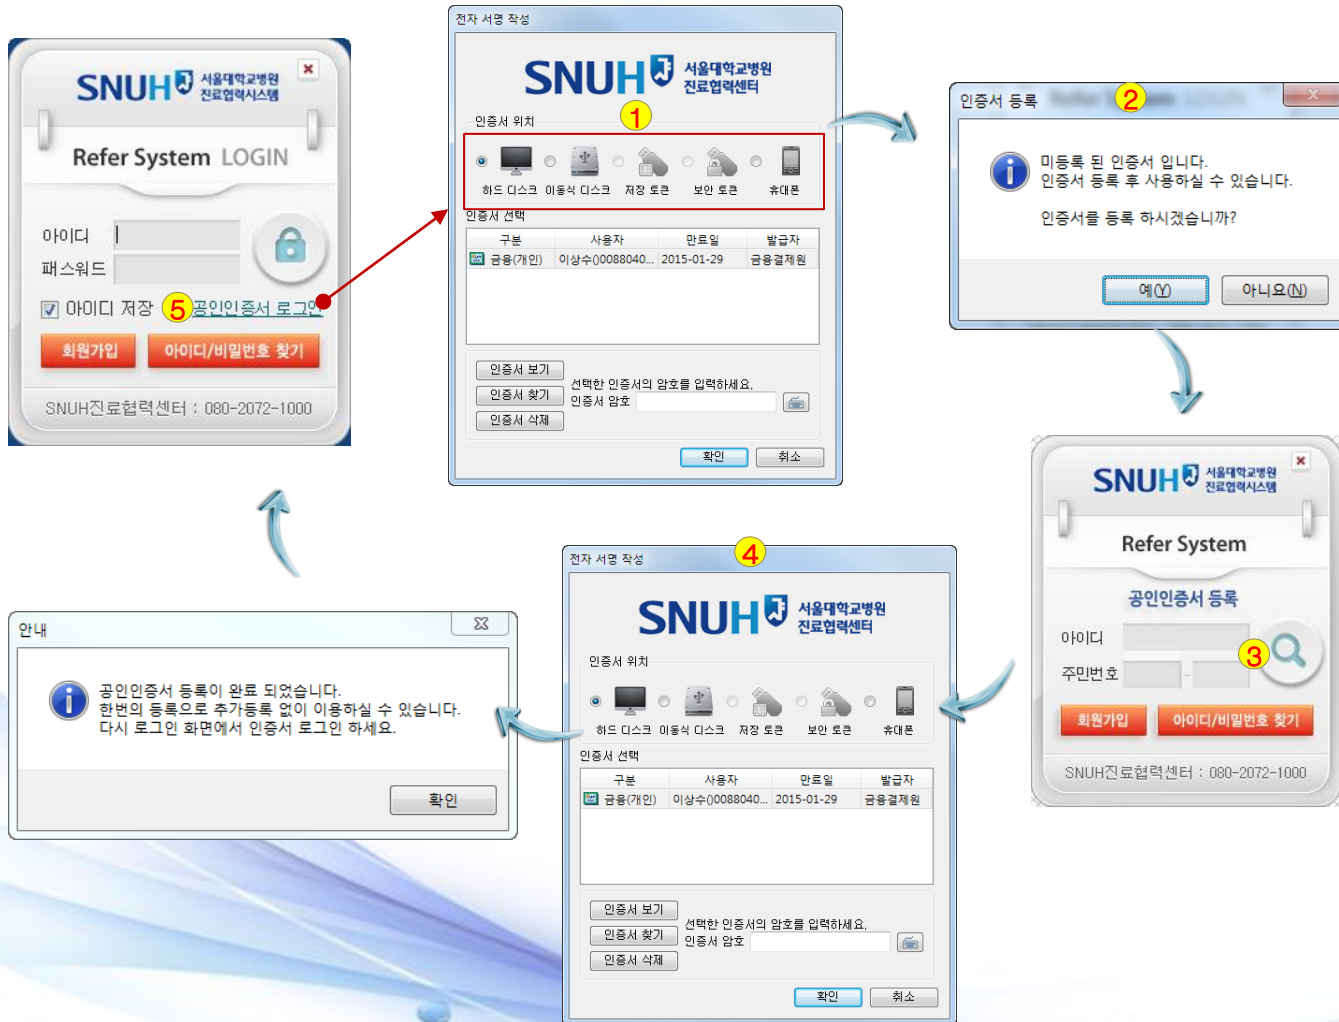 SNUH 서울대학교병원
진료협력시스템
Refer System LOGIN
아이디
패스워드
아이디 저장 ⑤ 공인인증서 로그인
회원가입 아이디/비밀번호 찾기
SNUH진료협력센터 : 080-2072-1000
전자 서명 작성
SNUH 서울대학교병원
진료협력센터
인증서 위치 ①
하드 디스크 이동식 디스크 저장 토큰 보안 토큰 휴대폰
인증서 선택
구분 사용자 만료일 발급자
금융(개인) 이상수()0088040... 2015-01-29 금융결제원
인증서 보기
인증서 찾기
인증서 삭제
선택한 인증서의 암호를 입력하세요.
인증서 암호
확인 취소
인증서 등록 ②
미등록 된 인증서 입니다.
인증서 등록 후 사용하실 수 있습니다.
인증서를 등록 하시겠습니까?
예(Y) 아니요(N)
SNUH 서울대학교병원
진료협력시스템
Refer System
공인인증서 등록
아이디
주민번호 - ③
회원가입 아이디/비밀번호 찾기
SNUH진료협력센터 : 080-2072-1000
전자 서명 작성 ④
SNUH 서울대학교병원
진료협력센터
인증서 위치
하드 디스크 이동식 디스크 저장 토큰 보안 토큰 휴대폰
인증서 선택
구분 사용자 만료일 발급자
금융(개인) 이상수()0088040... 2015-01-29 금융결제원
인증서 보기
인증서 찾기
인증서 삭제
선택한 인증서의 암호를 입력하세요.
인증서 암호
확인 취소
안내
공인인증서 등록이 완료 되었습니다.
한번의 등록으로 추가등록 없이 이용하실 수 있습니다.
다시 로그인 화면에서 인증서 로그인 하세요.
확인